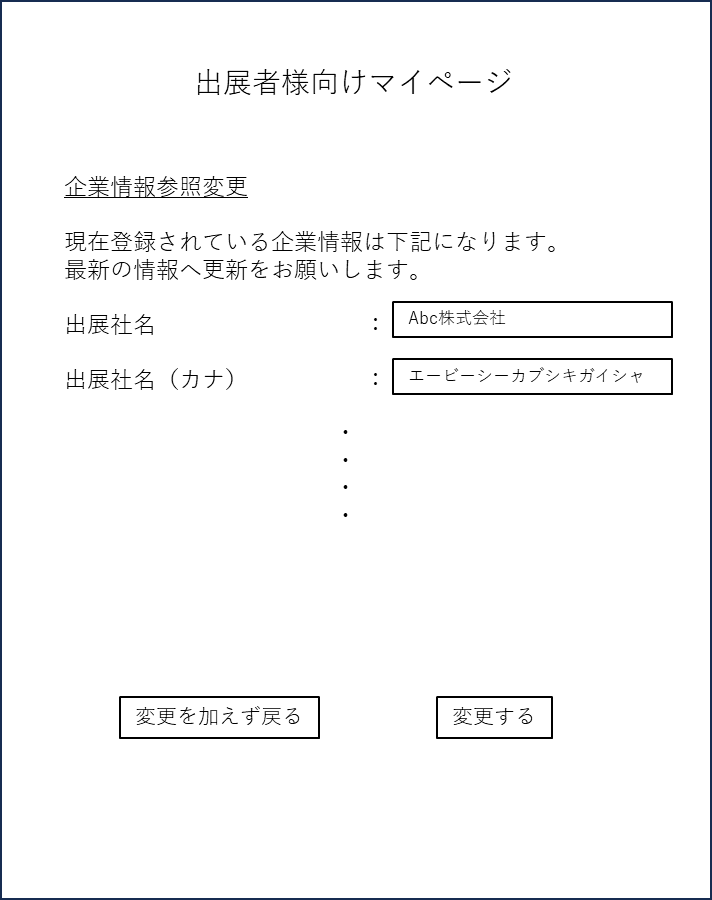 出展者様向けマイページ
企業情報参照変更
現在登録されている企業情報は下記になります。
最新の情報へ更新をお願いします。
出展社名 : Abc株式会社
出展社名（カナ） : エービーシーカブシキガイシャ
・
・
・
・
変更を加えず戻る 変更する